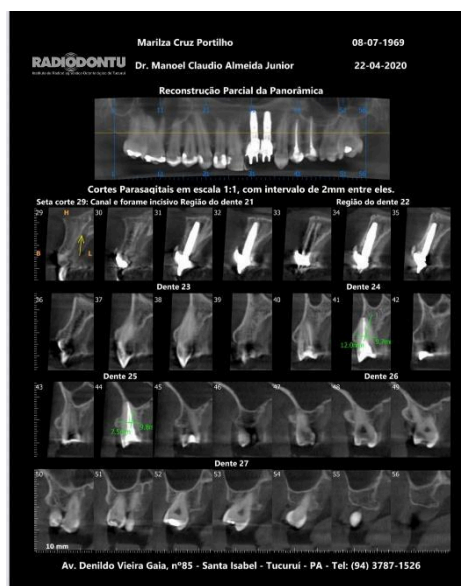 Marilza Cruz Portilho 08-07-1969
RADIODONTU
Dr. Manoel Claudio Almeida Junior 22-04-2020
Reconstrução Parcial da Panorâmica
Cortes Parasagitais em escala 1:1, com intervalo de 2mm entre eles.
Seta corte 29: Canal e forame incisivo Região do dente 21 Região do dente 22
29 30 31 32 33 34 35
H
B L
Dente 23 Dente 24
36 37 38 39 40 41 42
Dente 25 Dente 26
43 44 45 46 47 48 49
Dente 27
50 51 52 53 54 55 56
10 mm
Av. Denildo Vieira Gaia, nº85 - Santa Isabel - Tucuruí - PA - Tel: (94) 3787-1526